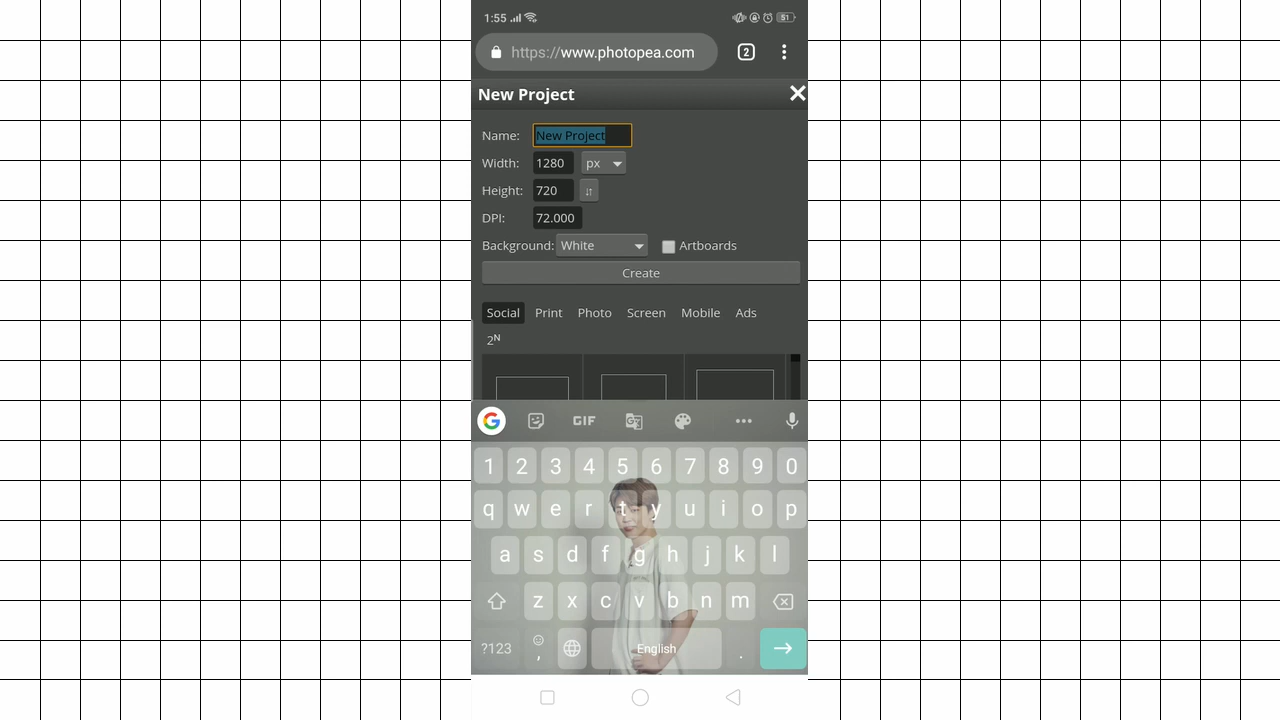 1:55 51
https://www.photopea.com 2
New Project
Name: New Project
Width: 1280 px
Height: 720
DPI: 72.000
Background: White Artboards
Create
Social Print Photo Screen Mobile Ads
2ᴺ
G GIF
1 2 3 4 5 6 7 8 9 0
q w e r t y u i o p
a s d f g h j k l
z x c v b n m
?123 , English .